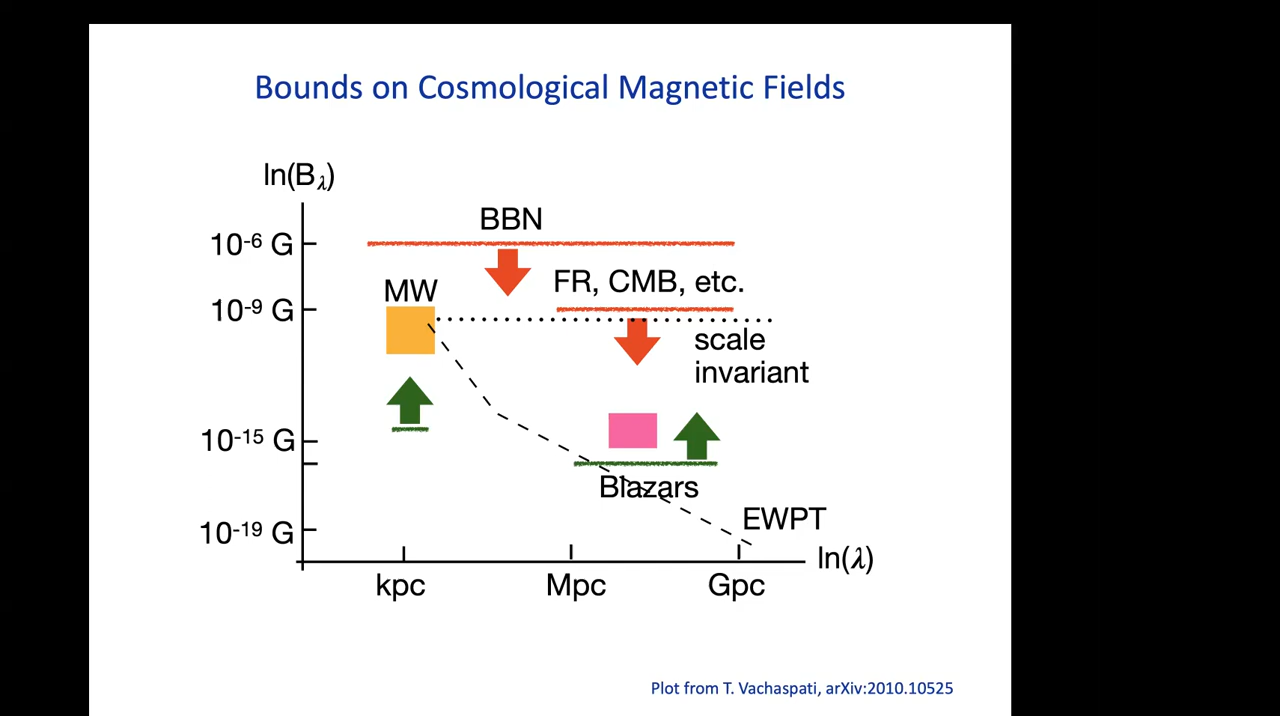 Bounds on Cosmological Magnetic Fields
ln(B_λ)
BBN
10⁻⁶ G
FR, CMB, etc.
MW
10⁻⁹ G
scale
invariant
10⁻¹⁵ G
Blazars
EWPT
10⁻¹⁹ G
ln(λ)
kpc
Mpc
Gpc
Plot from T. Vachaspati, arXiv:2010.10525